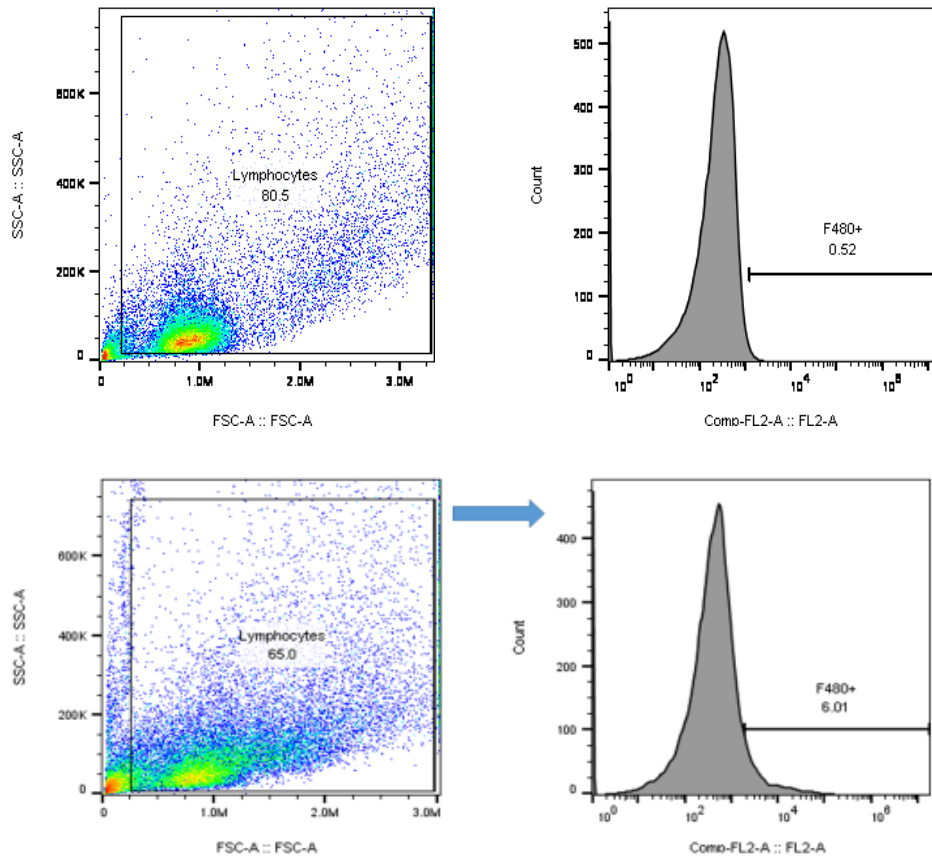 SSC-A :: SSC-A
600K
400K
200K
0
Lymphocytes
80.5
0
1.0M
2.0M
3.0M
FSC-A :: FSC-A
Count
500
400
300
200
100
0
F480+
0.52
10^0
10^2
10^4
10^6
Comp-FL2-A :: FL2-A
SSC-A :: SSC-A
600K
400K
200K
0
Lymphocytes
65.0
0
1.0M
2.0M
3.0M
FSC-A :: FSC-A
Count
400
300
200
100
0
F480+
6.01
10^0
10^2
10^4
10^6
Comp-FL2-A :: FL2-A